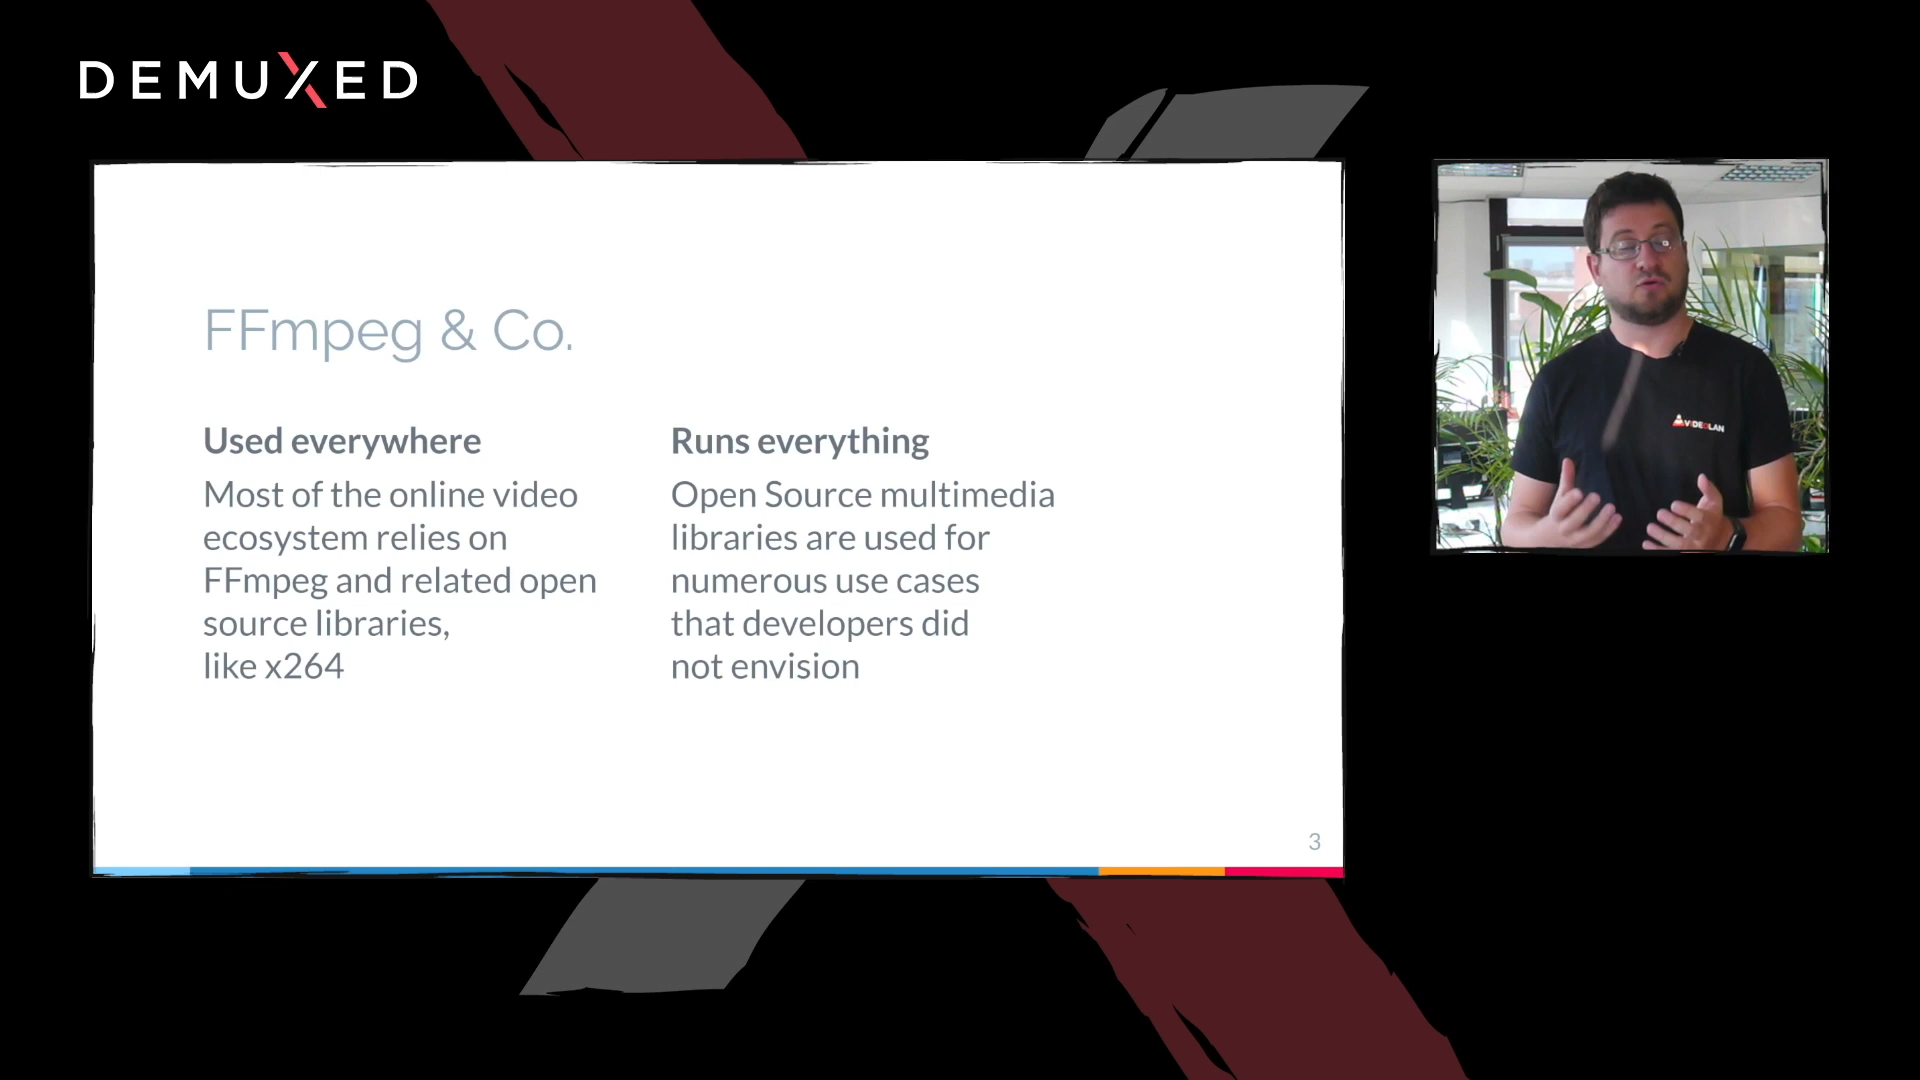 DEMUXED
FFmpeg & Co.
Used everywhere
Most of the online video
ecosystem relies on
FFmpeg and related open
source libraries,
like x264
Runs everything
Open Source multimedia
libraries are used for
numerous use cases
that developers did
not envision
3
VIDEOLAN